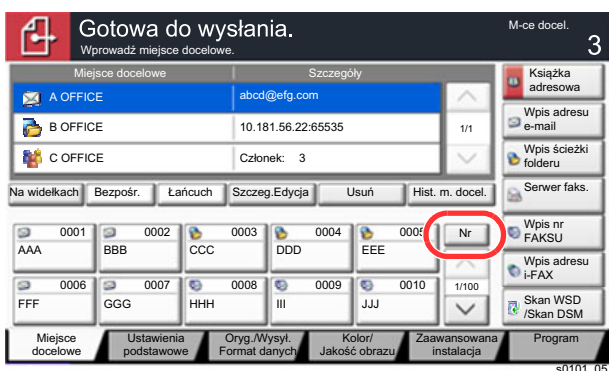 Gotowa do wysłania.
Wprowadź miejsce docelowe.
M-ce docel.
3
Miejsce docelowe
Szczegóły
A OFFICE
abcd@efg.com
B OFFICE
10.181.56.22:65535
1/1
C OFFICE
Członek: 3
Na widełkach
Bezpośr.
Łańcuch
Szczeg.Edycja
Usuń
Hist. m. docel.
0001
AAA
0002
BBB
0003
CCC
0004
DDD
0005
EEE
Nr
0006
FFF
0007
GGG
0008
HHH
0009
III
0010
JJJ
1/100
Książka
adresowa
Wpis adresu
e-mail
Wpis ścieżki
folderu
Serwer faks.
Wpis nr
FAKSU
Wpis adresu
i-FAX
Skan WSD
/Skan DSM
Miejsce
docelowe
Ustawienia
podstawowe
Oryg./Wysył.
Format danych
Kolor/
Jakość obrazu
Zaawansowana
instalacja
Program
s0101_05